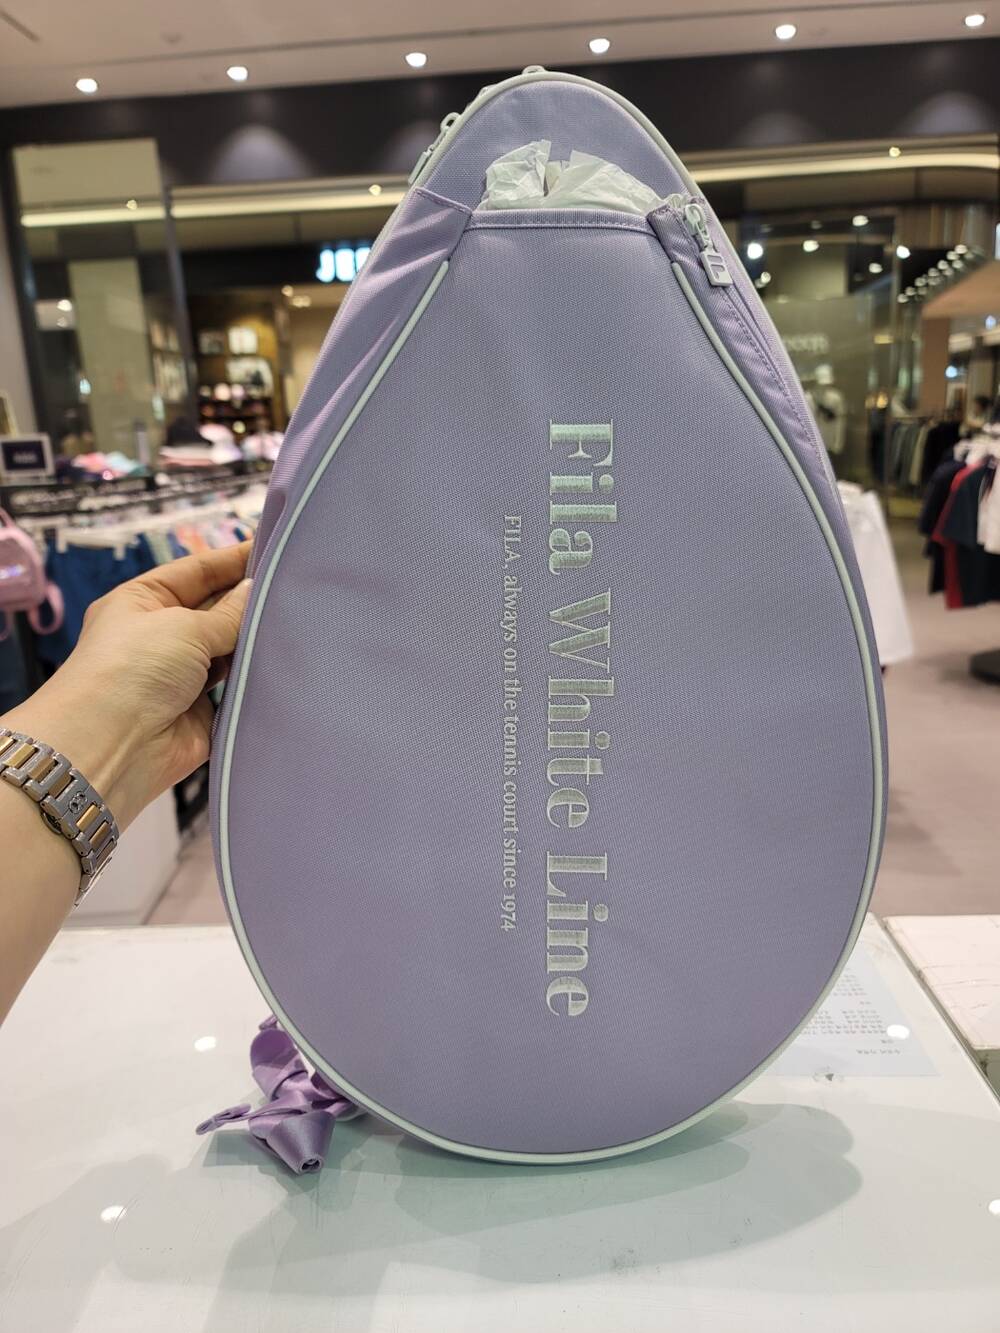 Fila White Line
FILA, always on the tennis court since 1974